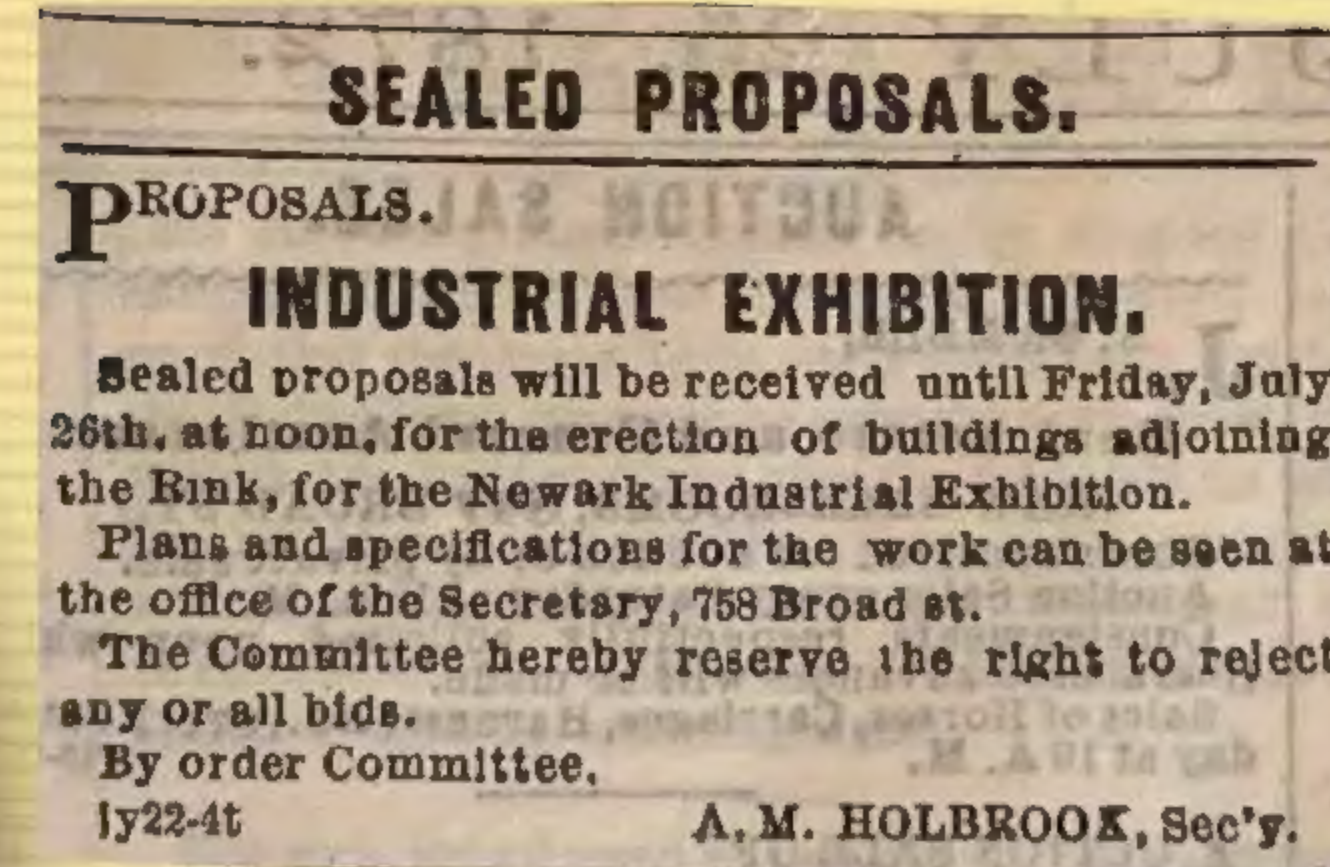 SEALED PROPOSALS.
PROPOSALS.
INDUSTRIAL EXHIBITION.
Sealed proposals will be received until Friday, July
26th, at noon, for the erection of buildings adjoining
the Rink, for the Newark Industrial Exhibition.
Plans and specifications for the work can be seen at
the office of the Secretary, 758 Broad st.
The Committee hereby reserve the right to reject
any or all bids.
By order Committee,
jy22-4t A. M. HOLBROOK, Sec'y.